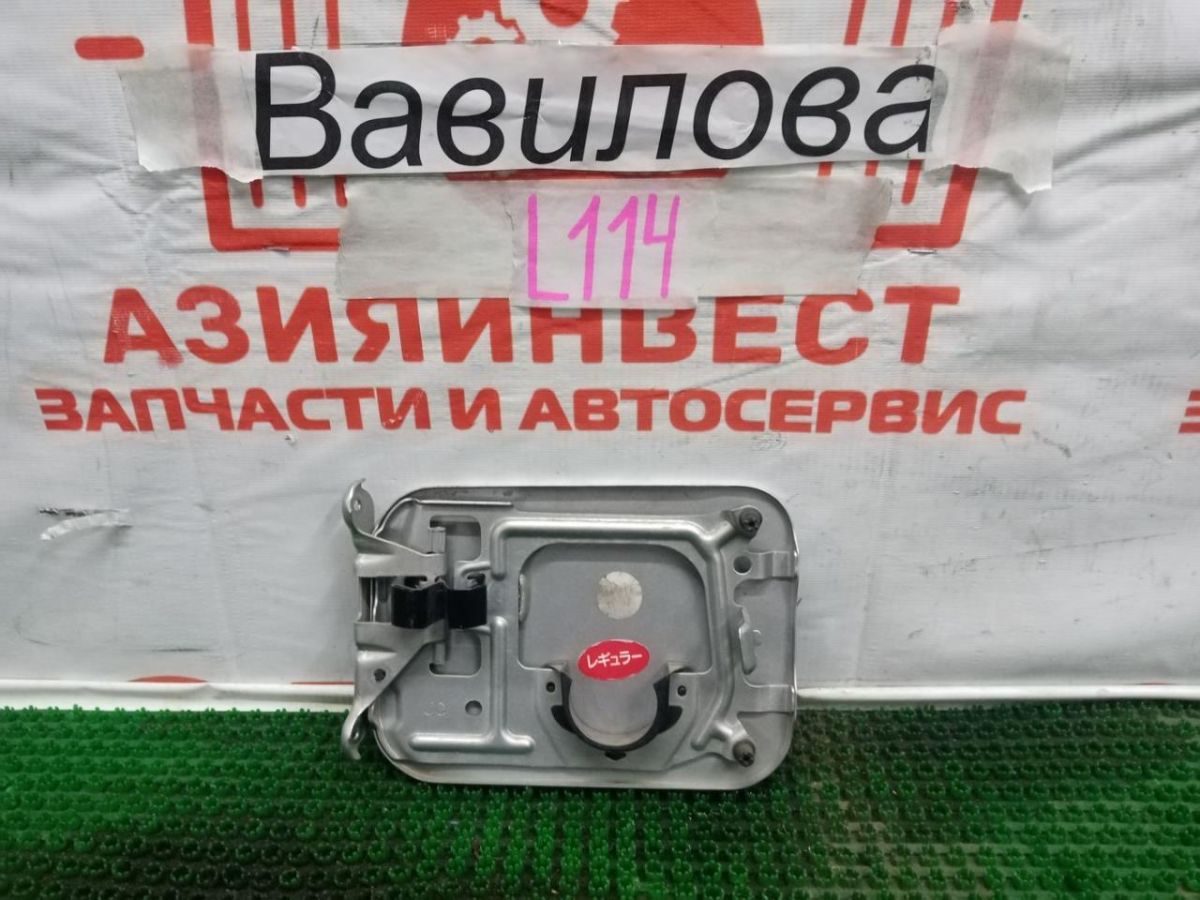 Вавилова
L114
АЗИЯИНВЕСТ
ЗАПЧАСТИ И АВТОСЕРВИС
レギュラー